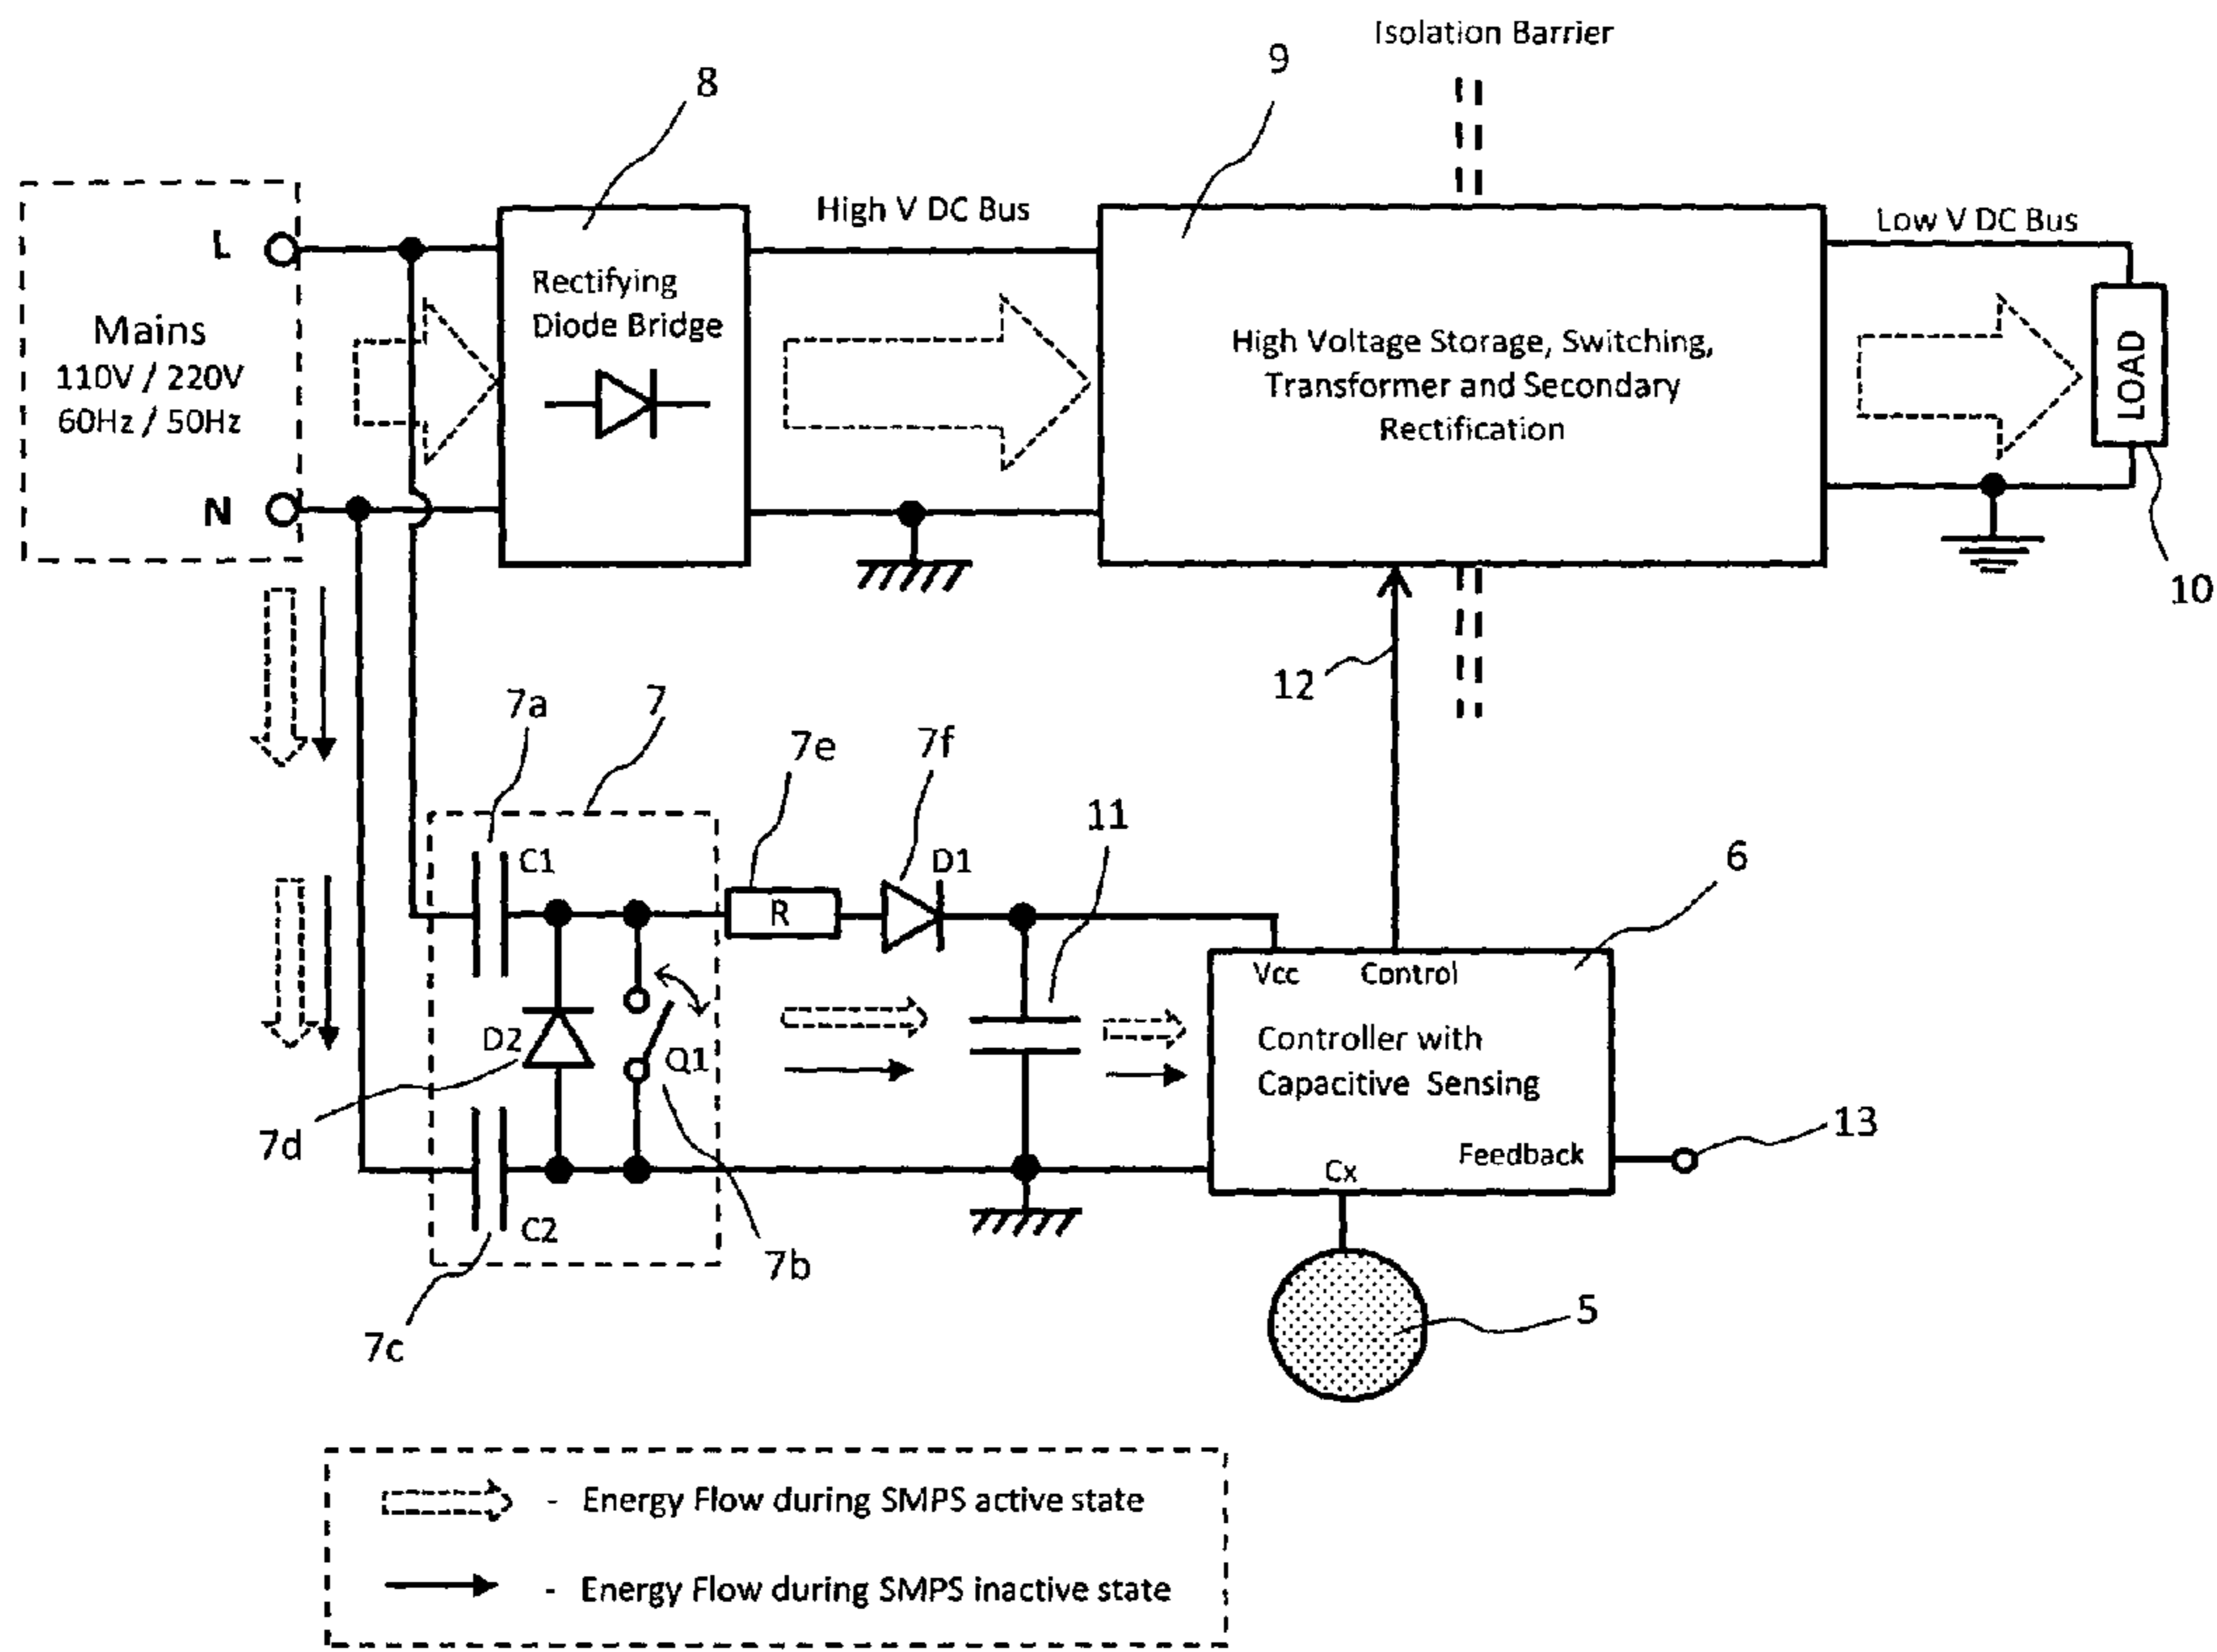 Isolation Barrier
8
9
L
High V DC Bus
Low V DC Bus
Rectifying
Diode Bridge
Mains
110V / 220V
60Hz / 50Hz
High Voltage Storage, Switching,
Transformer and Secondary
Rectification
LOAD
N
10
12
7a
7
7e
7f
11
C1
D1
6
R
Vcc
Control
D2
Q1
Controller with
Capacitive Sensing
7d
13
Feedback
Cx
C2
7b
7c
5
- Energy Flow during SMPS active state
- Energy Flow during SMPS inactive state